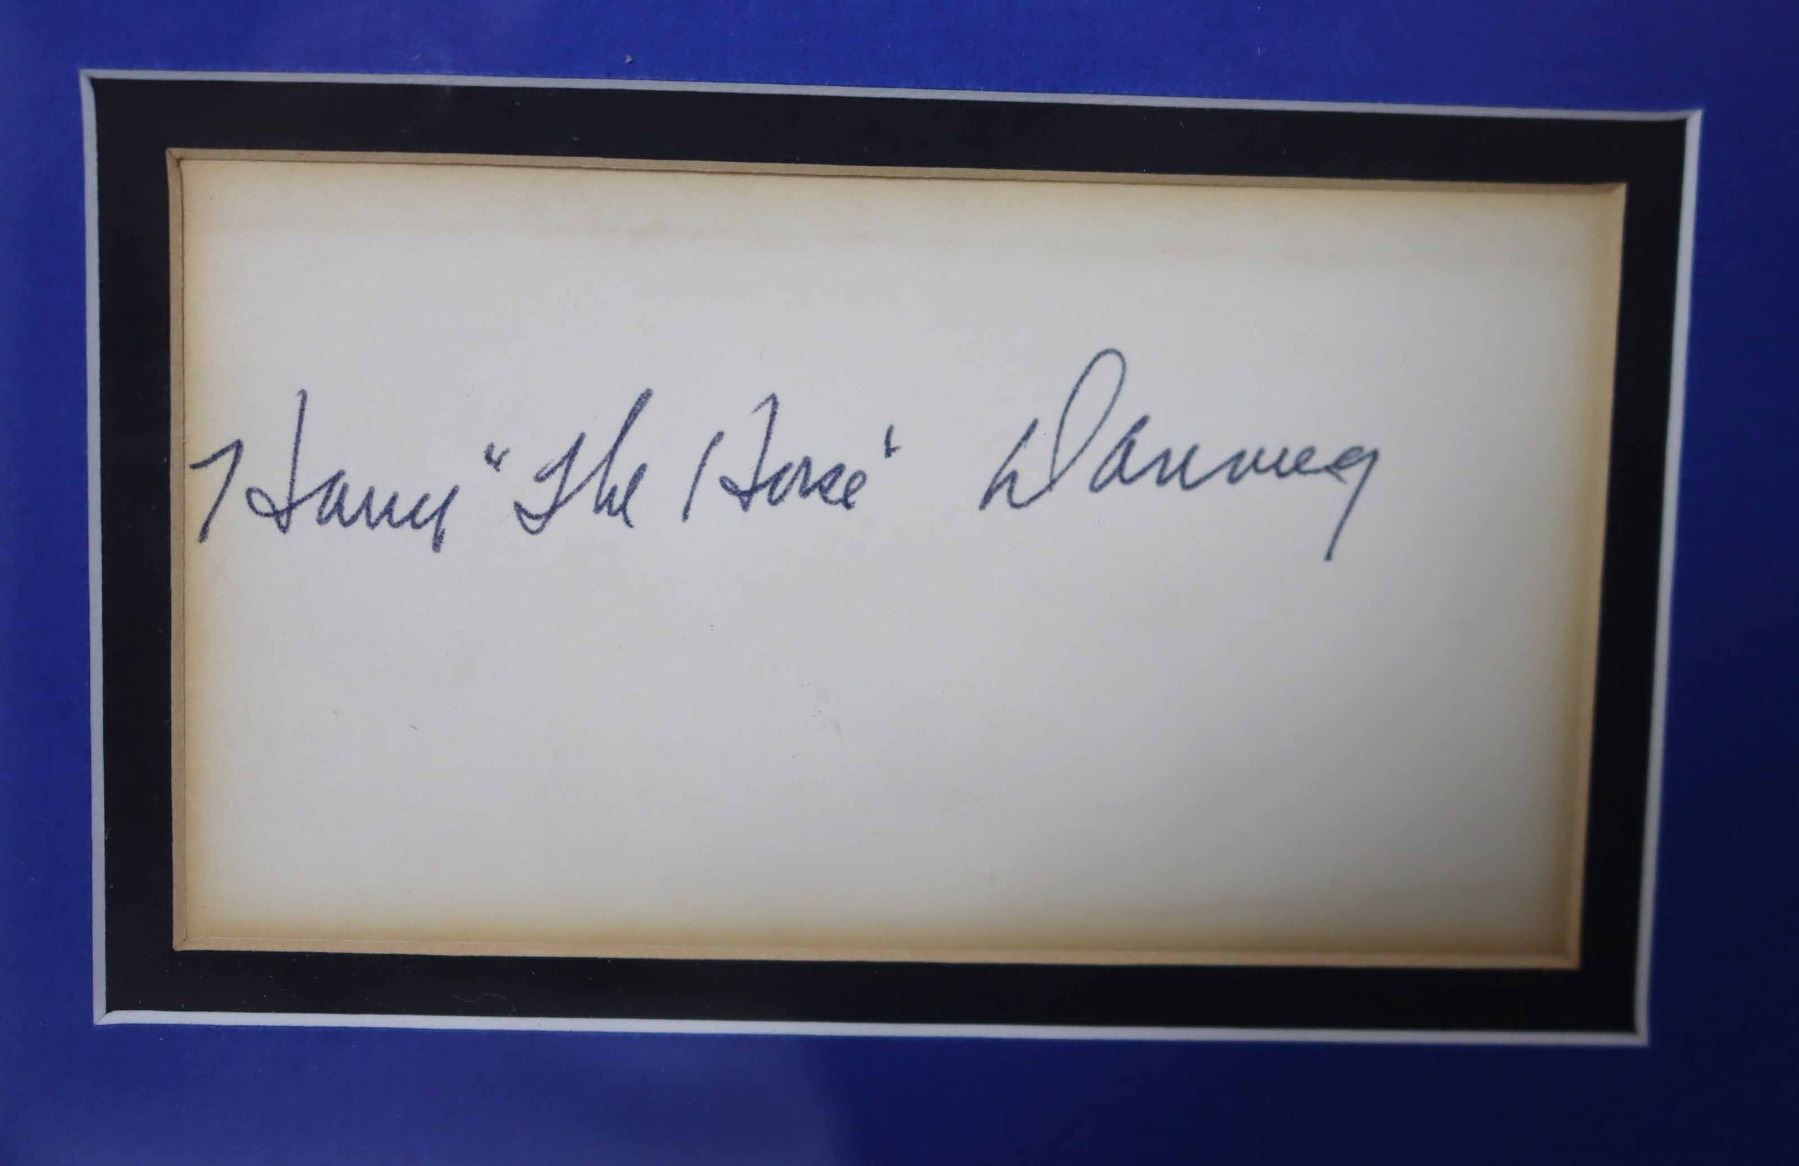 Harry "The Horse" Danning